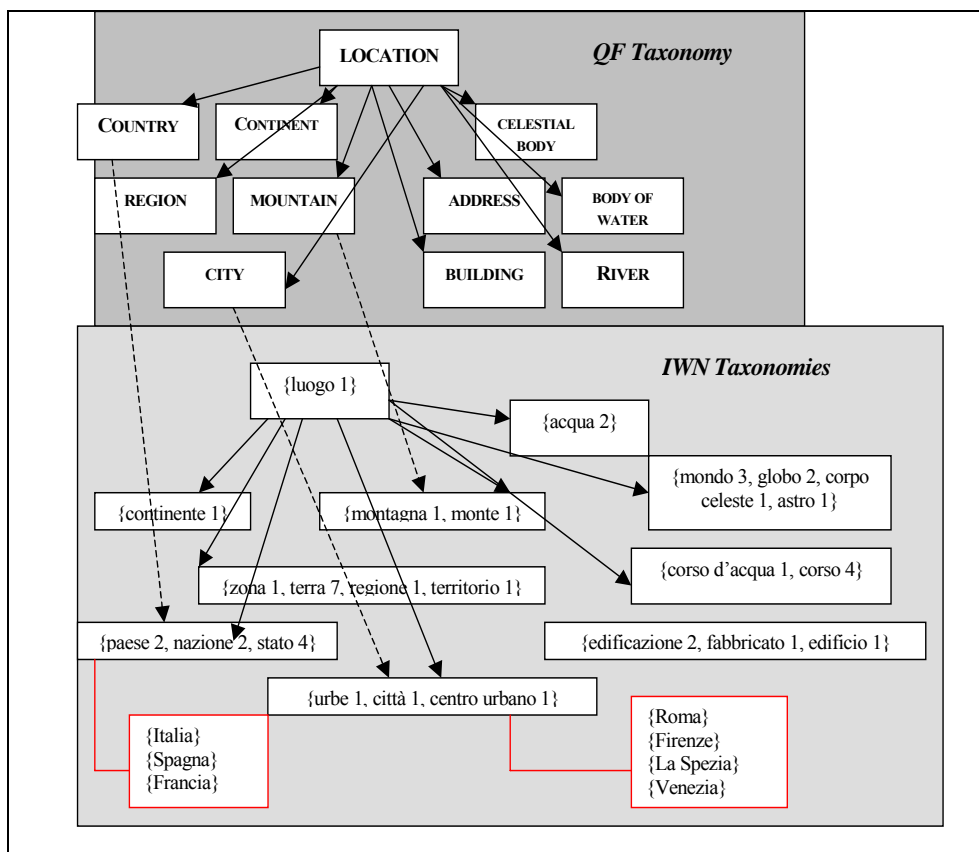 QF Taxonomy
LOCATION
COUNTRY
CONTINENT
CELESTIAL
BODY
REGION
MOUNTAIN
ADDRESS
BODY OF
WATER
CITY
BUILDING
RIVER
IWN Taxonomies
{luogo 1}
{acqua 2}
{mondo 3, globo 2, corpo
celeste 1, astro 1}
{continente 1}
{montagna 1, monte 1}
{corso d’acqua 1, corso 4}
{zona 1, terra 7, regione 1, territorio 1}
{paese 2, nazione 2, stato 4}
{edificazione 2, fabbricato 1, edificio 1}
{urbe 1, città 1, centro urbano 1}
{Italia}
{Spagna}
{Francia}
{Roma}
{Firenze}
{La Spezia}
{Venezia}